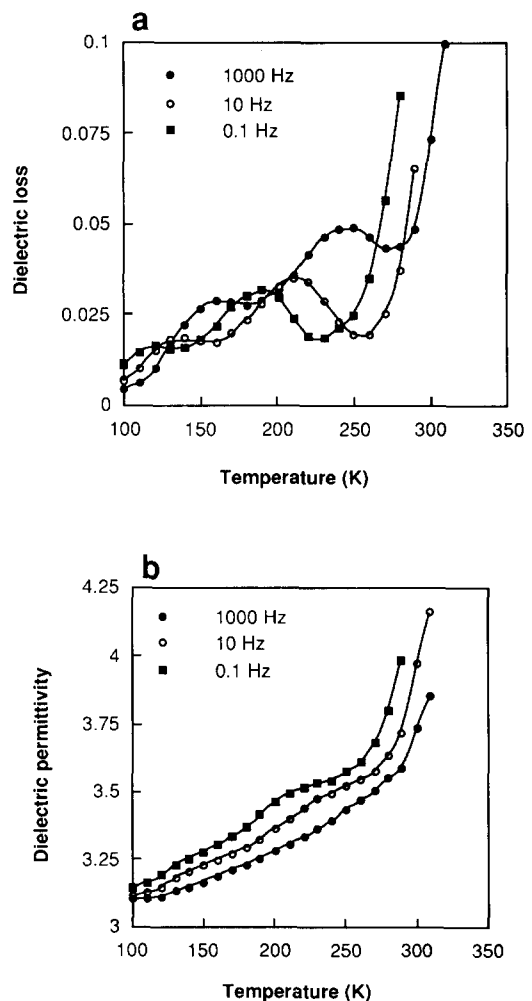 a
0.1
0.075
0.05
0.025
0
Dielectric loss
1000 Hz
10 Hz
0.1 Hz
100 150 200 250 300 350
Temperature (K)
b
4.25
4
3.75
3.5
3.25
3
Dielectric permittivity
1000 Hz
10 Hz
0.1 Hz
100 150 200 250 300 350
Temperature (K)